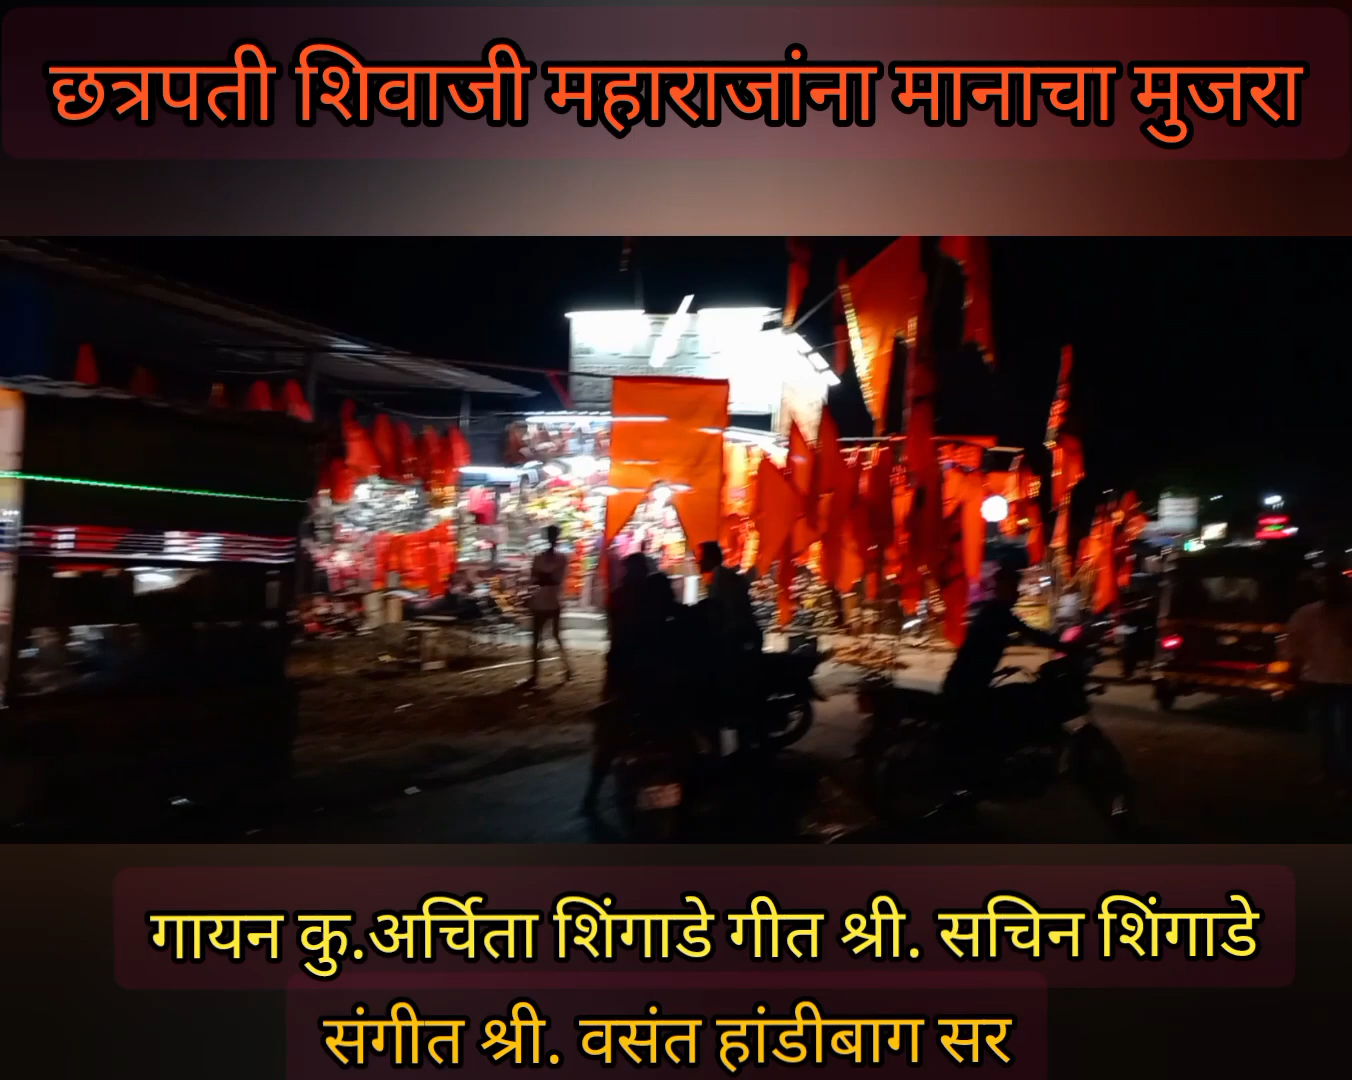 छत्रपती शिवाजी महाराजांना मानाचा मुजरा
गायन कु.अर्चिता शिंगाडे गीत श्री. सचिन शिंगाडे
संगीत श्री. वसंत हांडीबाग सर